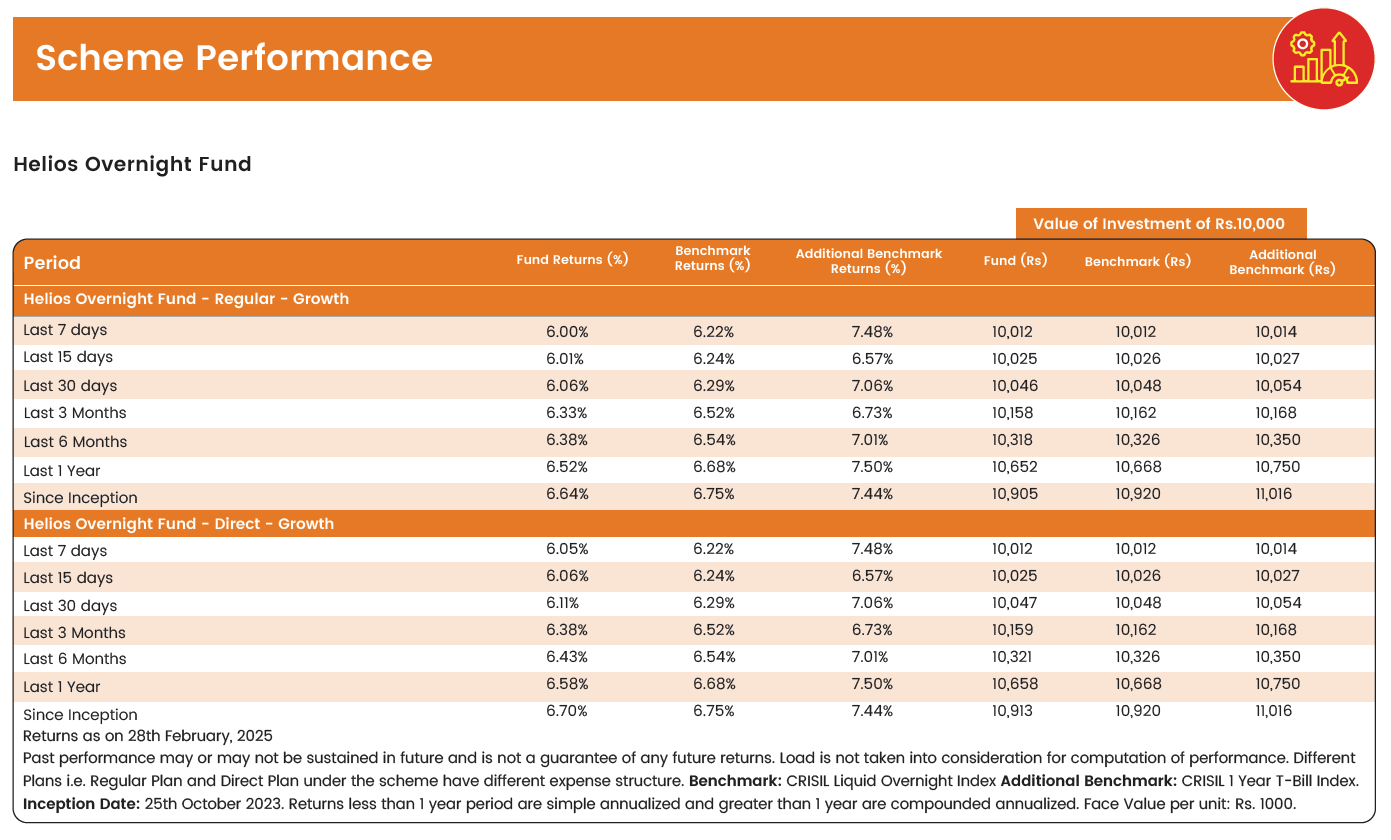 Scheme Performance
Helios Overnight Fund
Value of Investment of Rs.10,000
Period Fund Returns (%) Benchmark Returns (%) Additional Benchmark Returns (%) Fund (Rs) Benchmark (Rs) Additional Benchmark (Rs)
Helios Overnight Fund - Regular - Growth
Last 7 days 6.00% 6.22% 7.48% 10,012 10,012 10,014
Last 15 days 6.01% 6.24% 6.57% 10,025 10,026 10,027
Last 30 days 6.06% 6.29% 7.06% 10,046 10,048 10,054
Last 3 Months 6.33% 6.52% 6.73% 10,158 10,162 10,168
Last 6 Months 6.38% 6.54% 7.01% 10,318 10,326 10,350
Last 1 Year 6.52% 6.68% 7.50% 10,652 10,668 10,750
Since Inception 6.64% 6.75% 7.44% 10,905 10,920 11,016
Helios Overnight Fund - Direct - Growth
Last 7 days 6.05% 6.22% 7.48% 10,012 10,012 10,014
Last 15 days 6.06% 6.24% 6.57% 10,025 10,026 10,027
Last 30 days 6.11% 6.29% 7.06% 10,047 10,048 10,054
Last 3 Months 6.38% 6.52% 6.73% 10,159 10,162 10,168
Last 6 Months 6.43% 6.54% 7.01% 10,321 10,326 10,350
Last 1 Year 6.58% 6.68% 7.50% 10,658 10,668 10,750
Since Inception 6.70% 6.75% 7.44% 10,913 10,920 11,016
Returns as on 28th February, 2025
Past performance may or may not be sustained in future and is not a guarantee of any future returns. Load is not taken into consideration for computation of performance. Different
Plans i.e. Regular Plan and Direct Plan under the scheme have different expense structure. Benchmark: CRISIL Liquid Overnight Index Additional Benchmark: CRISIL 1 Year T-Bill Index.
Inception Date: 25th October 2023. Returns less than 1 year period are simple annualized and greater than 1 year are compounded annualized. Face Value per unit: Rs. 1000.